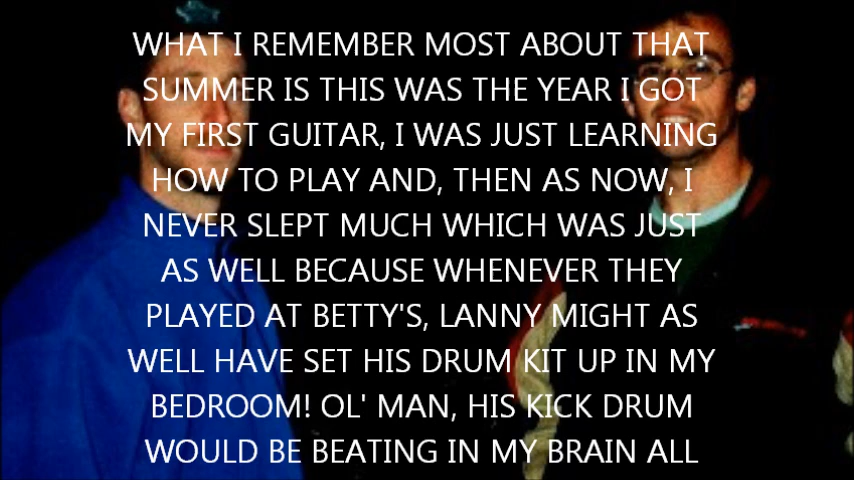 WHAT I REMEMBER MOST ABOUT THAT
SUMMER IS THIS WAS THE YEAR I GOT
MY FIRST GUITAR, I WAS JUST LEARNING
HOW TO PLAY AND, THEN AS NOW, I
NEVER SLEPT MUCH WHICH WAS JUST
AS WELL BECAUSE WHENEVER THEY
PLAYED AT BETTY'S, LANNY MIGHT AS
WELL HAVE SET HIS DRUM KIT UP IN MY
BEDROOM! OL' MAN, HIS KICK DRUM
WOULD BE BEATING IN MY BRAIN ALL